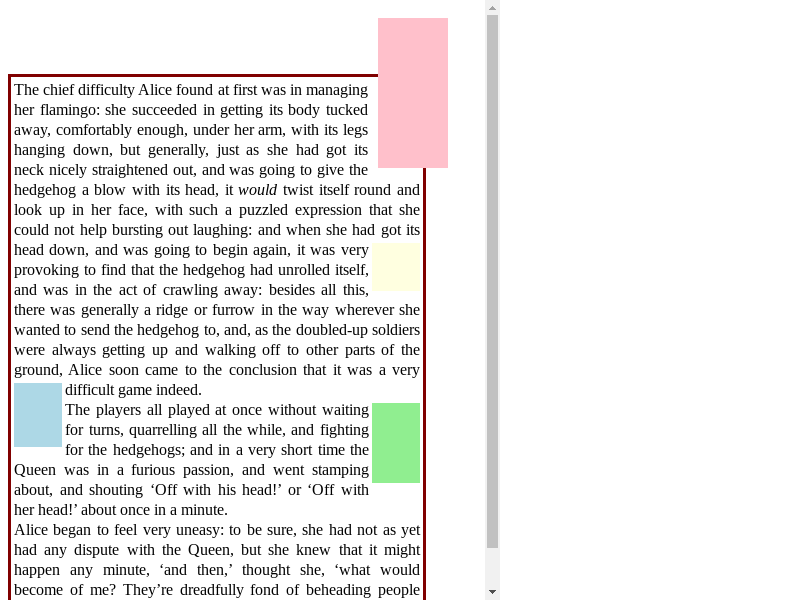 The chief difficulty Alice found at first was in managing
her flamingo: she succeeded in getting its body tucked
away, comfortably enough, under her arm, with its legs
hanging down, but generally, just as she had got its
neck nicely straightened out, and was going to give the
hedgehog a blow with its head, it would twist itself round and
look up in her face, with such a puzzled expression that she
could not help bursting out laughing: and when she had got its
head down, and was going to begin again, it was very
provoking to find that the hedgehog had unrolled itself,
and was in the act of crawling away: besides all this,
there was generally a ridge or furrow in the way wherever she
wanted to send the hedgehog to, and, as the doubled-up soldiers
were always getting up and walking off to other parts of the
ground, Alice soon came to the conclusion that it was a very
difficult game indeed.
The players all played at once without waiting
for turns, quarrelling all the while, and fighting
for the hedgehogs; and in a very short time the
Queen was in a furious passion, and went stamping
about, and shouting ‘Off with his head!’ or ‘Off with
her head!’ about once in a minute.
Alice began to feel very uneasy: to be sure, she had not as yet
had any dispute with the Queen, but she knew that it might
happen any minute, ‘and then,’ thought she, ‘what would
become of me? They’re dreadfully fond of beheading people